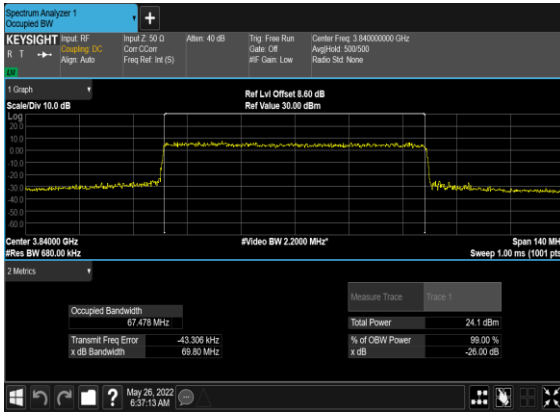 Spectrum Analyzer 1
Occupied BW
+
KEYSIGHT
R T
LW
Input: RF
Coupling: DC
Align: Auto
Input Z: 50 Ω
Corr CCorr
Freq Ref: Int (S)
Atten: 40 dB
Trig: Free Run
Gate: Off
#IF Gain: Low
Center Freq: 3.840000000 GHz
Avg|Hold: 500/500
Radio Std: None
1 Graph
Scale/Div 10.0 dB
Ref Lvl Offset 8.60 dB
Ref Value 30.00 dBm
Log
20.0
10.0
0.00
-10.0
-20.0
-30.0
-40.0
-50.0
-60.0
Center 3.84000 GHz
#Res BW 680.00 kHz
#Video BW 2.2000 MHz*
Span 140 MH
Sweep 1.00 ms (1001 pts
2 Metrics
Measure Trace Trace 1
Occupied Bandwidth
67.478 MHz
Total Power 24.1 dBm
Transmit Freq Error -43.306 kHz
% of OBW Power 99.00 %
x dB Bandwidth 69.80 MHz
x dB -26.00 dB
?
May 26, 2022
6:37:13 AM